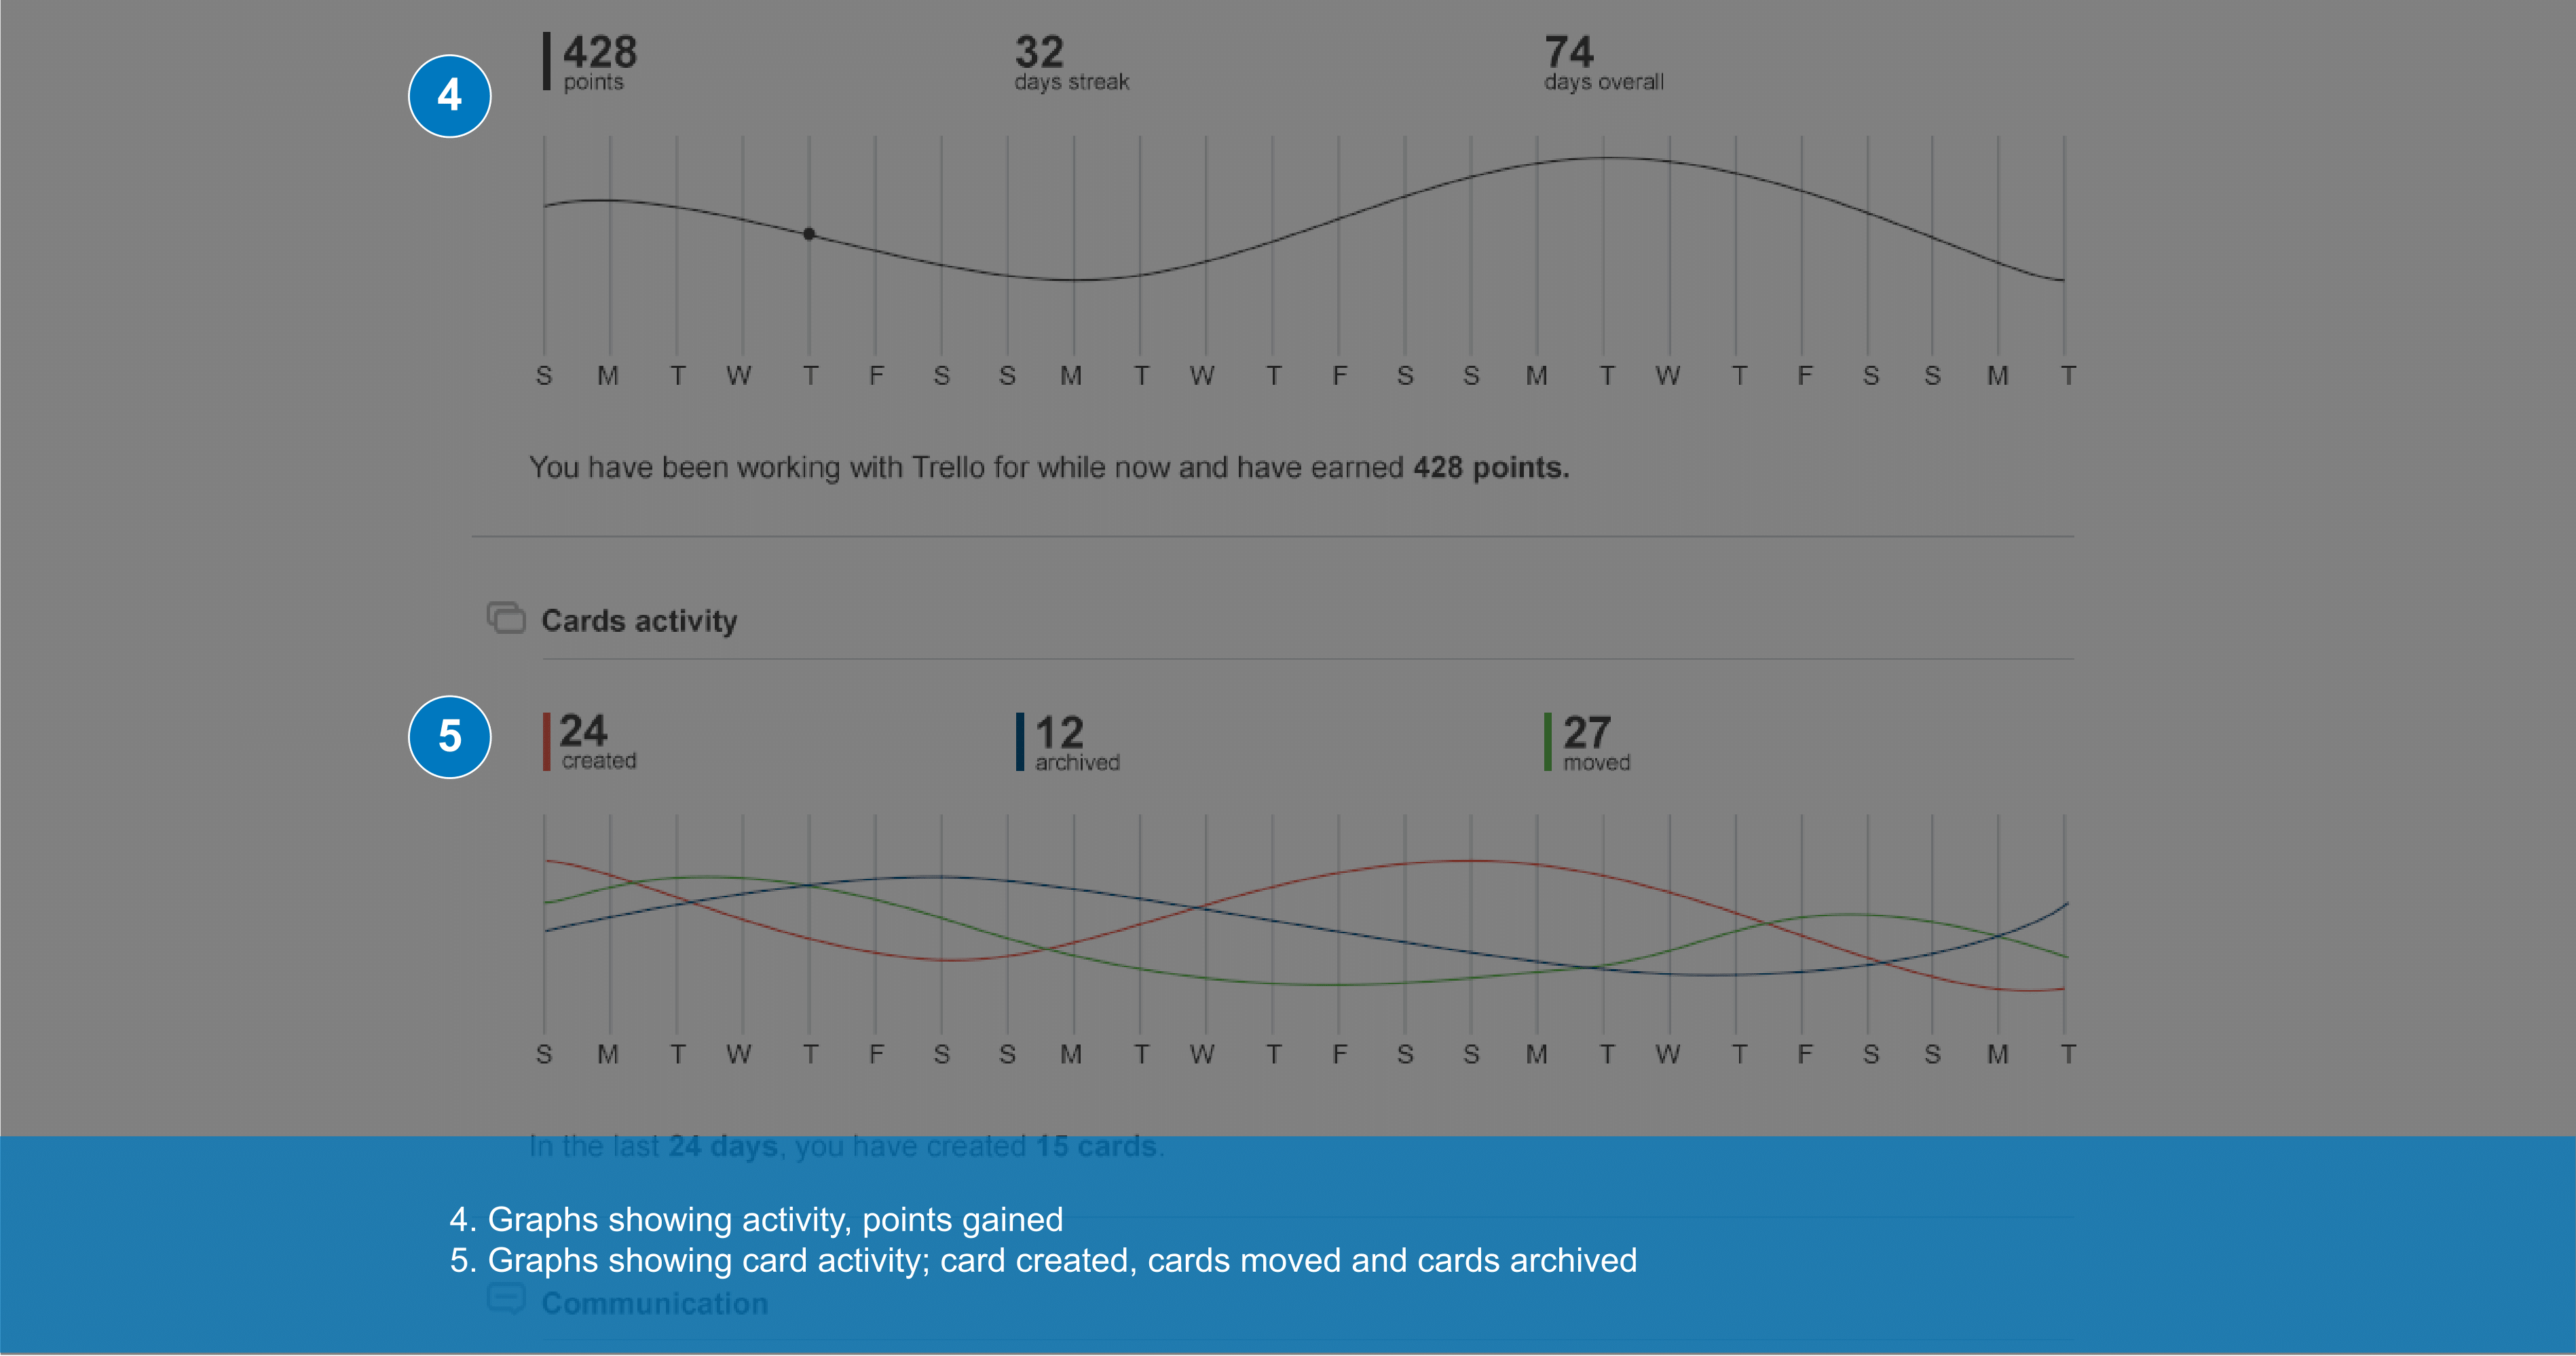 428
points
32
days streak
74
days overall
4
S M T W T F S S M T W T F S S M T W T F S S M T
You have been working with Trello for while now and have earned 428 points.
Cards activity
5
24
created
12
archived
27
moved
S M T W T F S S M T W T F S S M T W T F S S M T
In the last 24 days, you have created 15 cards.
4. Graphs showing activity, points gained
5. Graphs showing card activity; card created, cards moved and cards archived
Communication